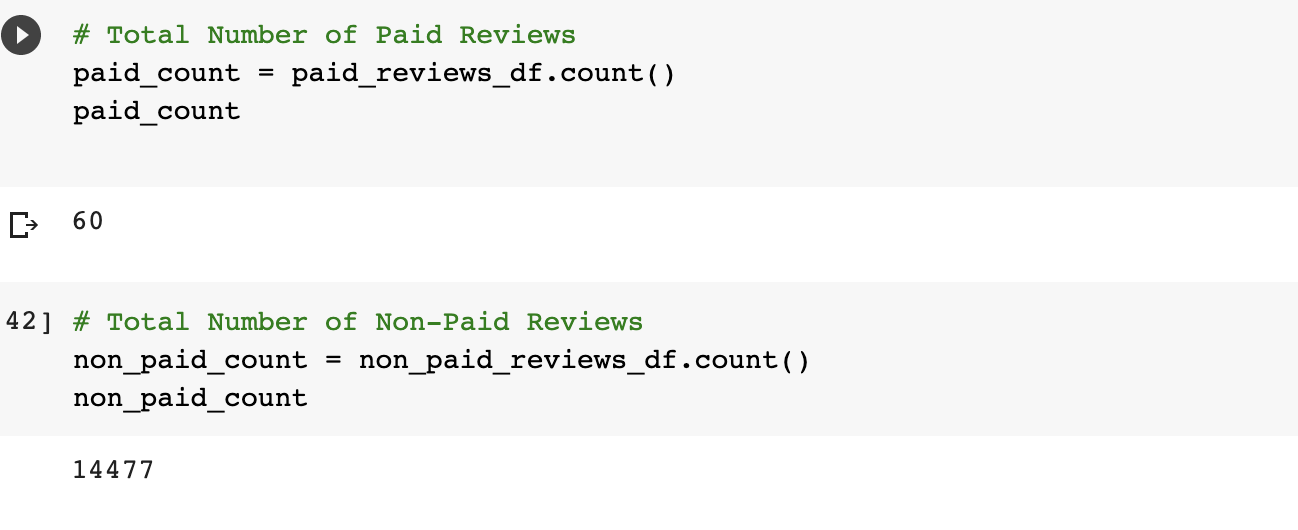 # Total Number of Paid Reviews
paid_count = paid_reviews_df.count()
paid_count
60
42] # Total Number of Non-Paid Reviews
non_paid_count = non_paid_reviews_df.count()
non_paid_count
14477